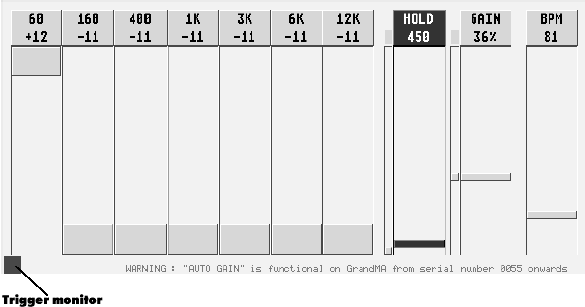 60 160 400 1K 3K 6K 12K HOLD GAIN BPM
+12 -11 -11 -11 -11 -11 -11 450 36% 81
WARNING : "AUTO GAIN" is functional on GrandMA from serial number 0055 onwards
Trigger monitor